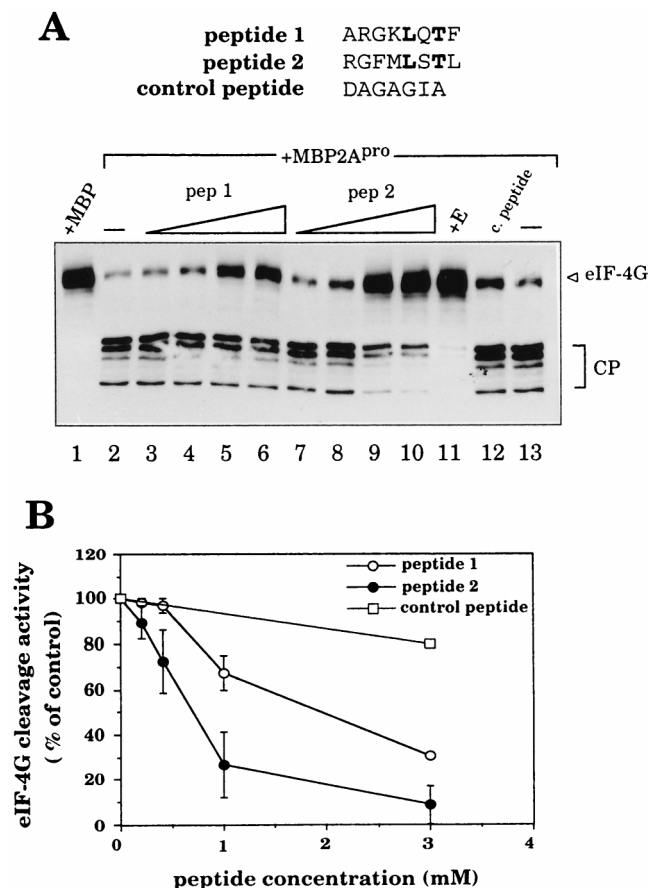 A
peptide 1 ARGKLQTF
peptide 2 RGFMLSTL
control peptide DAGAGIA
+MBP2Apro
+MBP — pep 1 pep 2 +E c. peptide —
eIF-4G
CP
1 2 3 4 5 6 7 8 9 10 11 12 13
B
120
100
80
60
40
20
0
0 1 2 3 4
eIF-4G cleavage activity
( % of control)
peptide 1
peptide 2
control peptide
peptide concentration (mM)